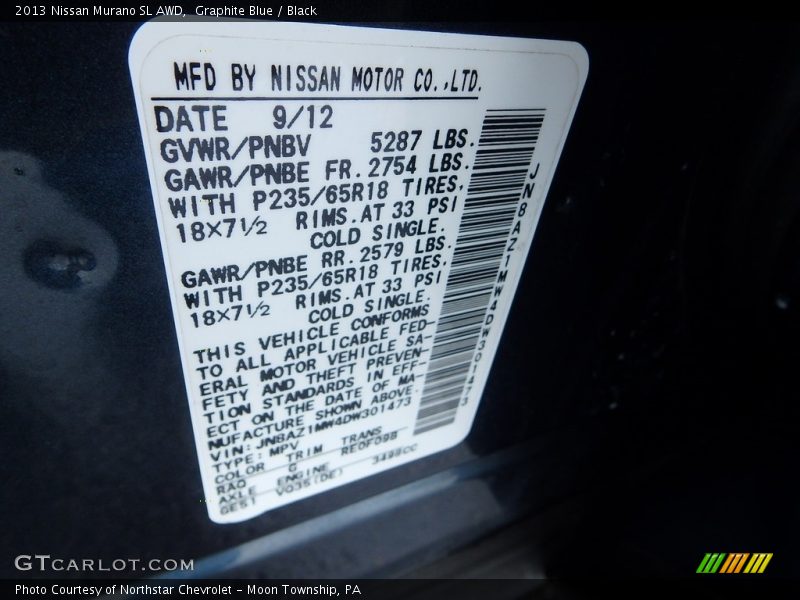 2013 Nissan Murano SL AWD,  Graphite Blue / Black
MFD BY NISSAN MOTOR CO.,LTD.
DATE 9/12
GVWR/PNBV 5287 LBS.
GAWR/PNBE FR. 2754 LBS.
WITH P235/65R18 TIRES,
18×7½ RIMS.AT 33 PSI
COLD SINGLE.
GAWR/PNBE RR. 2579 LBS.
WITH P235/65R18 TIRES,
18×7½ RIMS.AT 33 PSI
COLD SINGLE.
THIS VEHICLE CONFORMS
TO ALL APPLICABLE FED-
ERAL MOTOR VEHICLE SA-
FETY AND THEFT PREVEN-
TION STANDARDS IN EFF-
ECT ON THE DATE OF MA-
NUFACTURE SHOWN ABOVE.
VIN:JN8AZ1MW4DW301473
TYPE:MPV
COLOR TRIM TRANS
RAQ G RE0F09B
AXLE ENGINE
VQ35(DE) 3498CC
JN8AZ1MW4DW301473
GTCARLOT.COM
Photo Courtesy of Northstar Chevrolet - Moon Township, PA